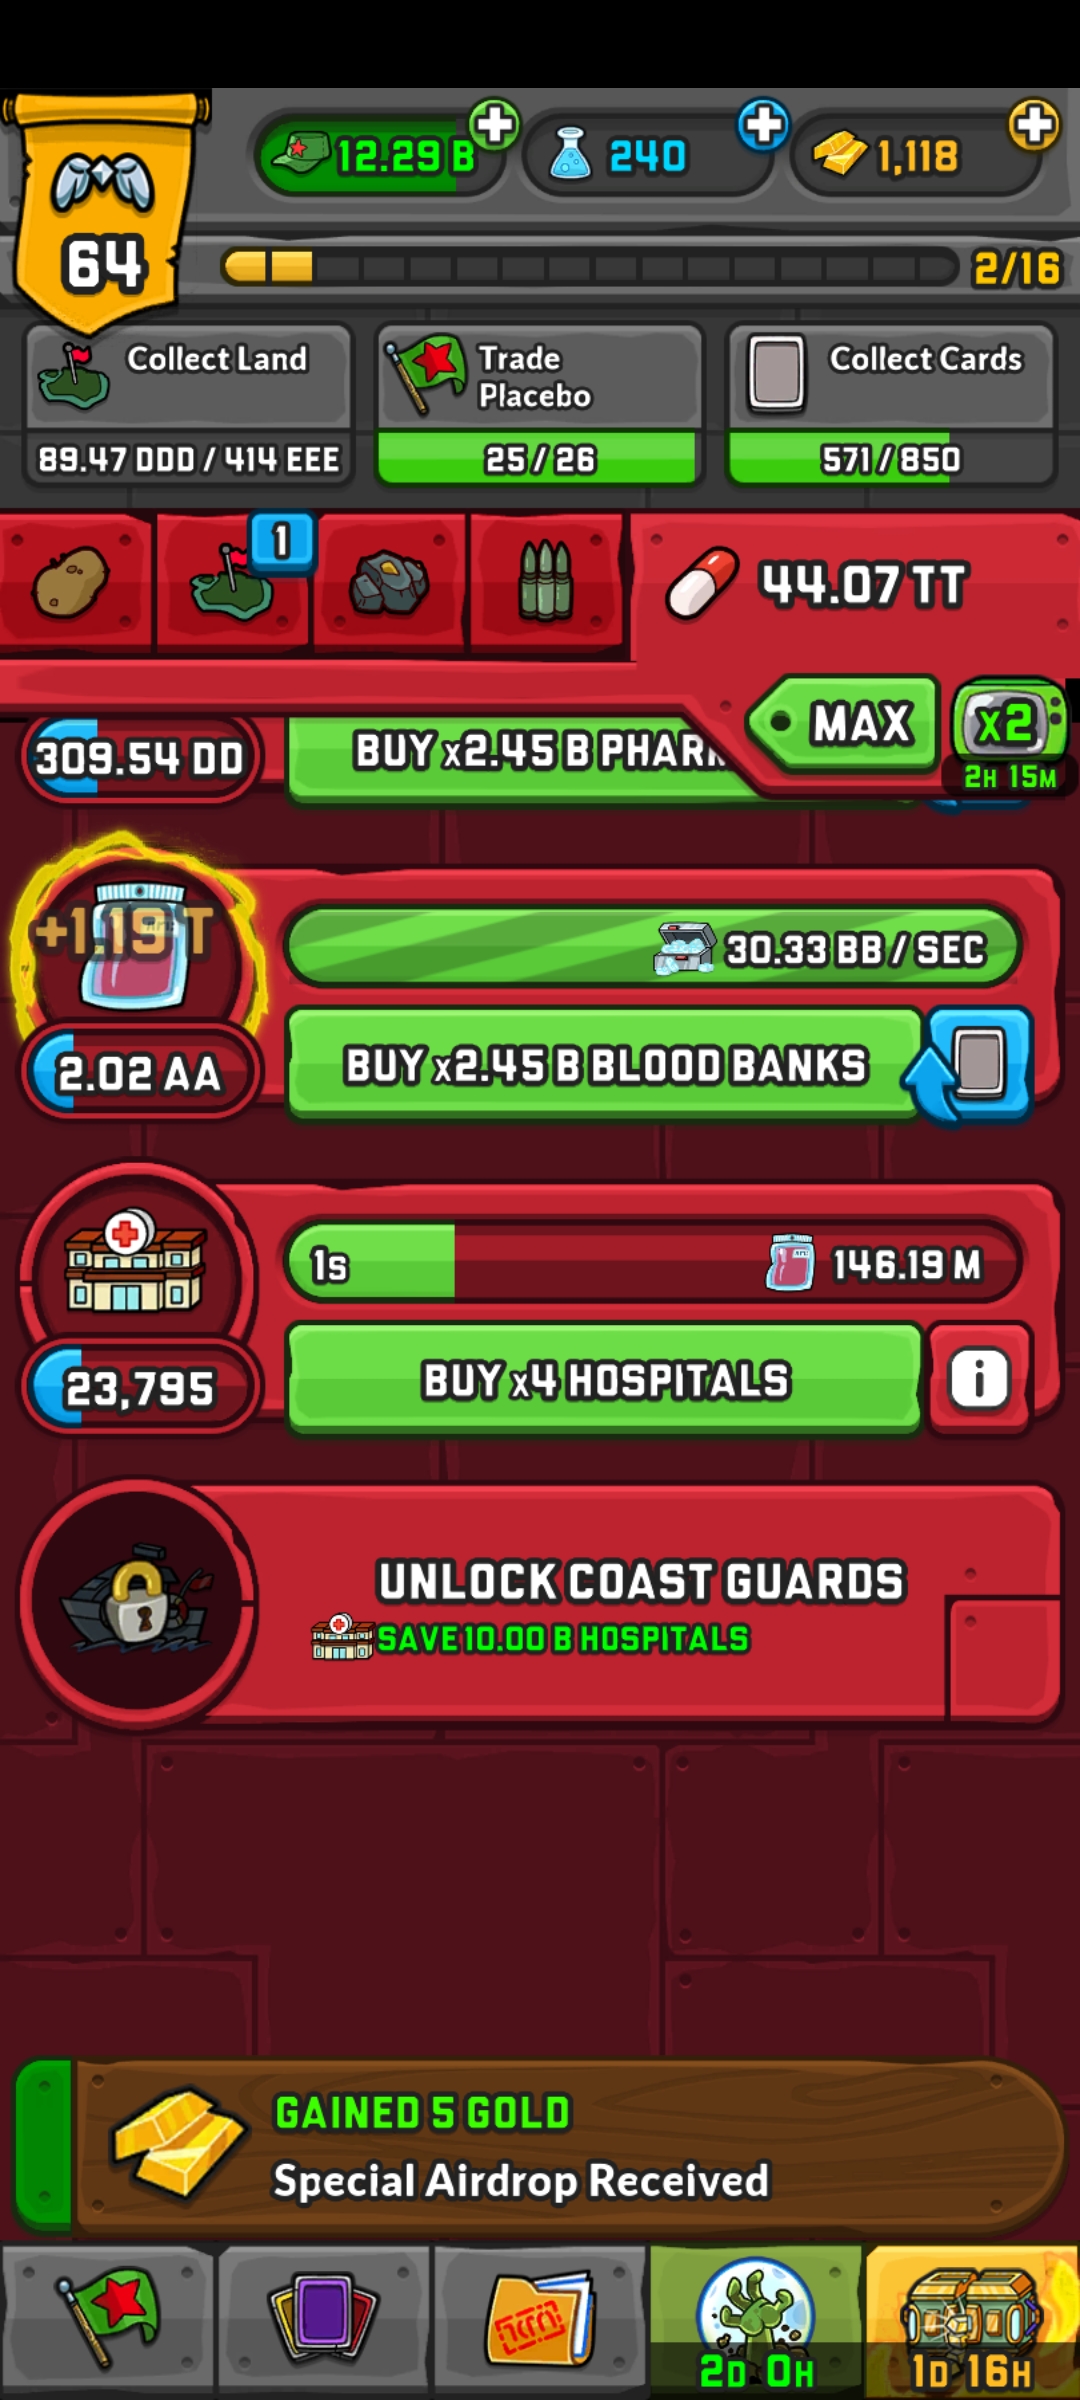 12.29 B
240
1,118
64
2/16
Collect Land
89.47 DDD / 414 EEE
Trade
Placebo
25 / 26
Collect Cards
571 / 850
1
44.07 TT
MAX
x2
2H 15M
309.54 DD
BUY x2.45 B PHAR
+1.19 T
30.33 BB / SEC
2.02 AA
BUY x2.45 B BLOOD BANKS
1s
146.19 M
23,795
BUY x4 HOSPITALS
i
UNLOCK COAST GUARDS
SAVE 10.00 B HOSPITALS
GAINED 5 GOLD
Special Airdrop Received
2D 0H
1D 16H